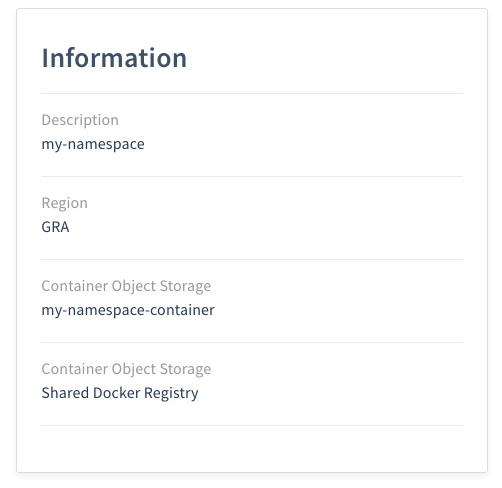 Information
Description
my-namespace
Region
GRA
Container Object Storage
my-namespace-container
Container Object Storage
Shared Docker Registry